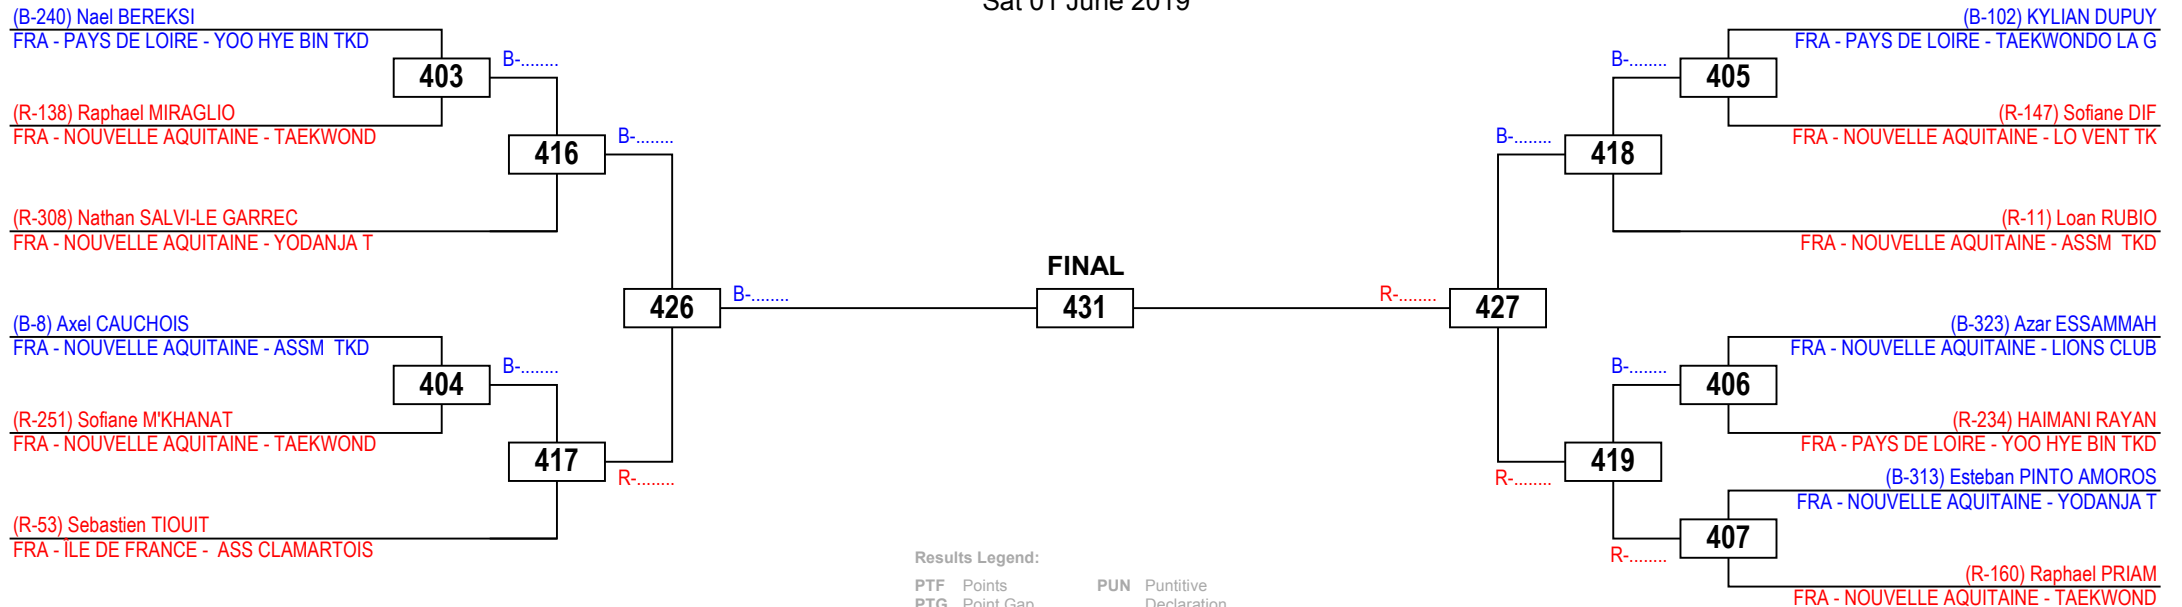 Sat 01 June 2019
(B-240) Nael BEREKSI
FRA - PAYS DE LOIRE - YOO HYE BIN TKD
403
B-........
(R-138) Raphael MIRAGLIO
FRA - NOUVELLE AQUITAINE - TAEKWOND
416
B-........
(R-308) Nathan SALVI-LE GARREC
FRA - NOUVELLE AQUITAINE - YODANJA T
426
B-........
(B-8) Axel CAUCHOIS
FRA - NOUVELLE AQUITAINE - ASSM TKD
404
B-........
(R-251) Sofiane M'KHANAT
FRA - NOUVELLE AQUITAINE - TAEKWOND
417
R-........
(R-53) Sebastien TIOUIT
FRA - ÎLE DE FRANCE - ASS CLAMARTOIS
FINAL
431
(B-102) KYLIAN DUPUY
FRA - PAYS DE LOIRE - TAEKWONDO LA G
B-........
405
(R-147) Sofiane DIF
FRA - NOUVELLE AQUITAINE - LO VENT TK
B-........
418
(R-11) Loan RUBIO
FRA - NOUVELLE AQUITAINE - ASSM TKD
R-........
427
(B-323) Azar ESSAMMAH
FRA - NOUVELLE AQUITAINE - LIONS CLUB
B-........
406
(R-234) HAIMANI RAYAN
FRA - PAYS DE LOIRE - YOO HYE BIN TKD
R-........
419
(B-313) Esteban PINTO AMOROS
FRA - NOUVELLE AQUITAINE - YODANJA T
R-........
407
(R-160) Raphael PRIAM
FRA - NOUVELLE AQUITAINE - TAEKWOND
Results Legend:
PTF Points PUN Puntitive
PTG Point Gap Declaration